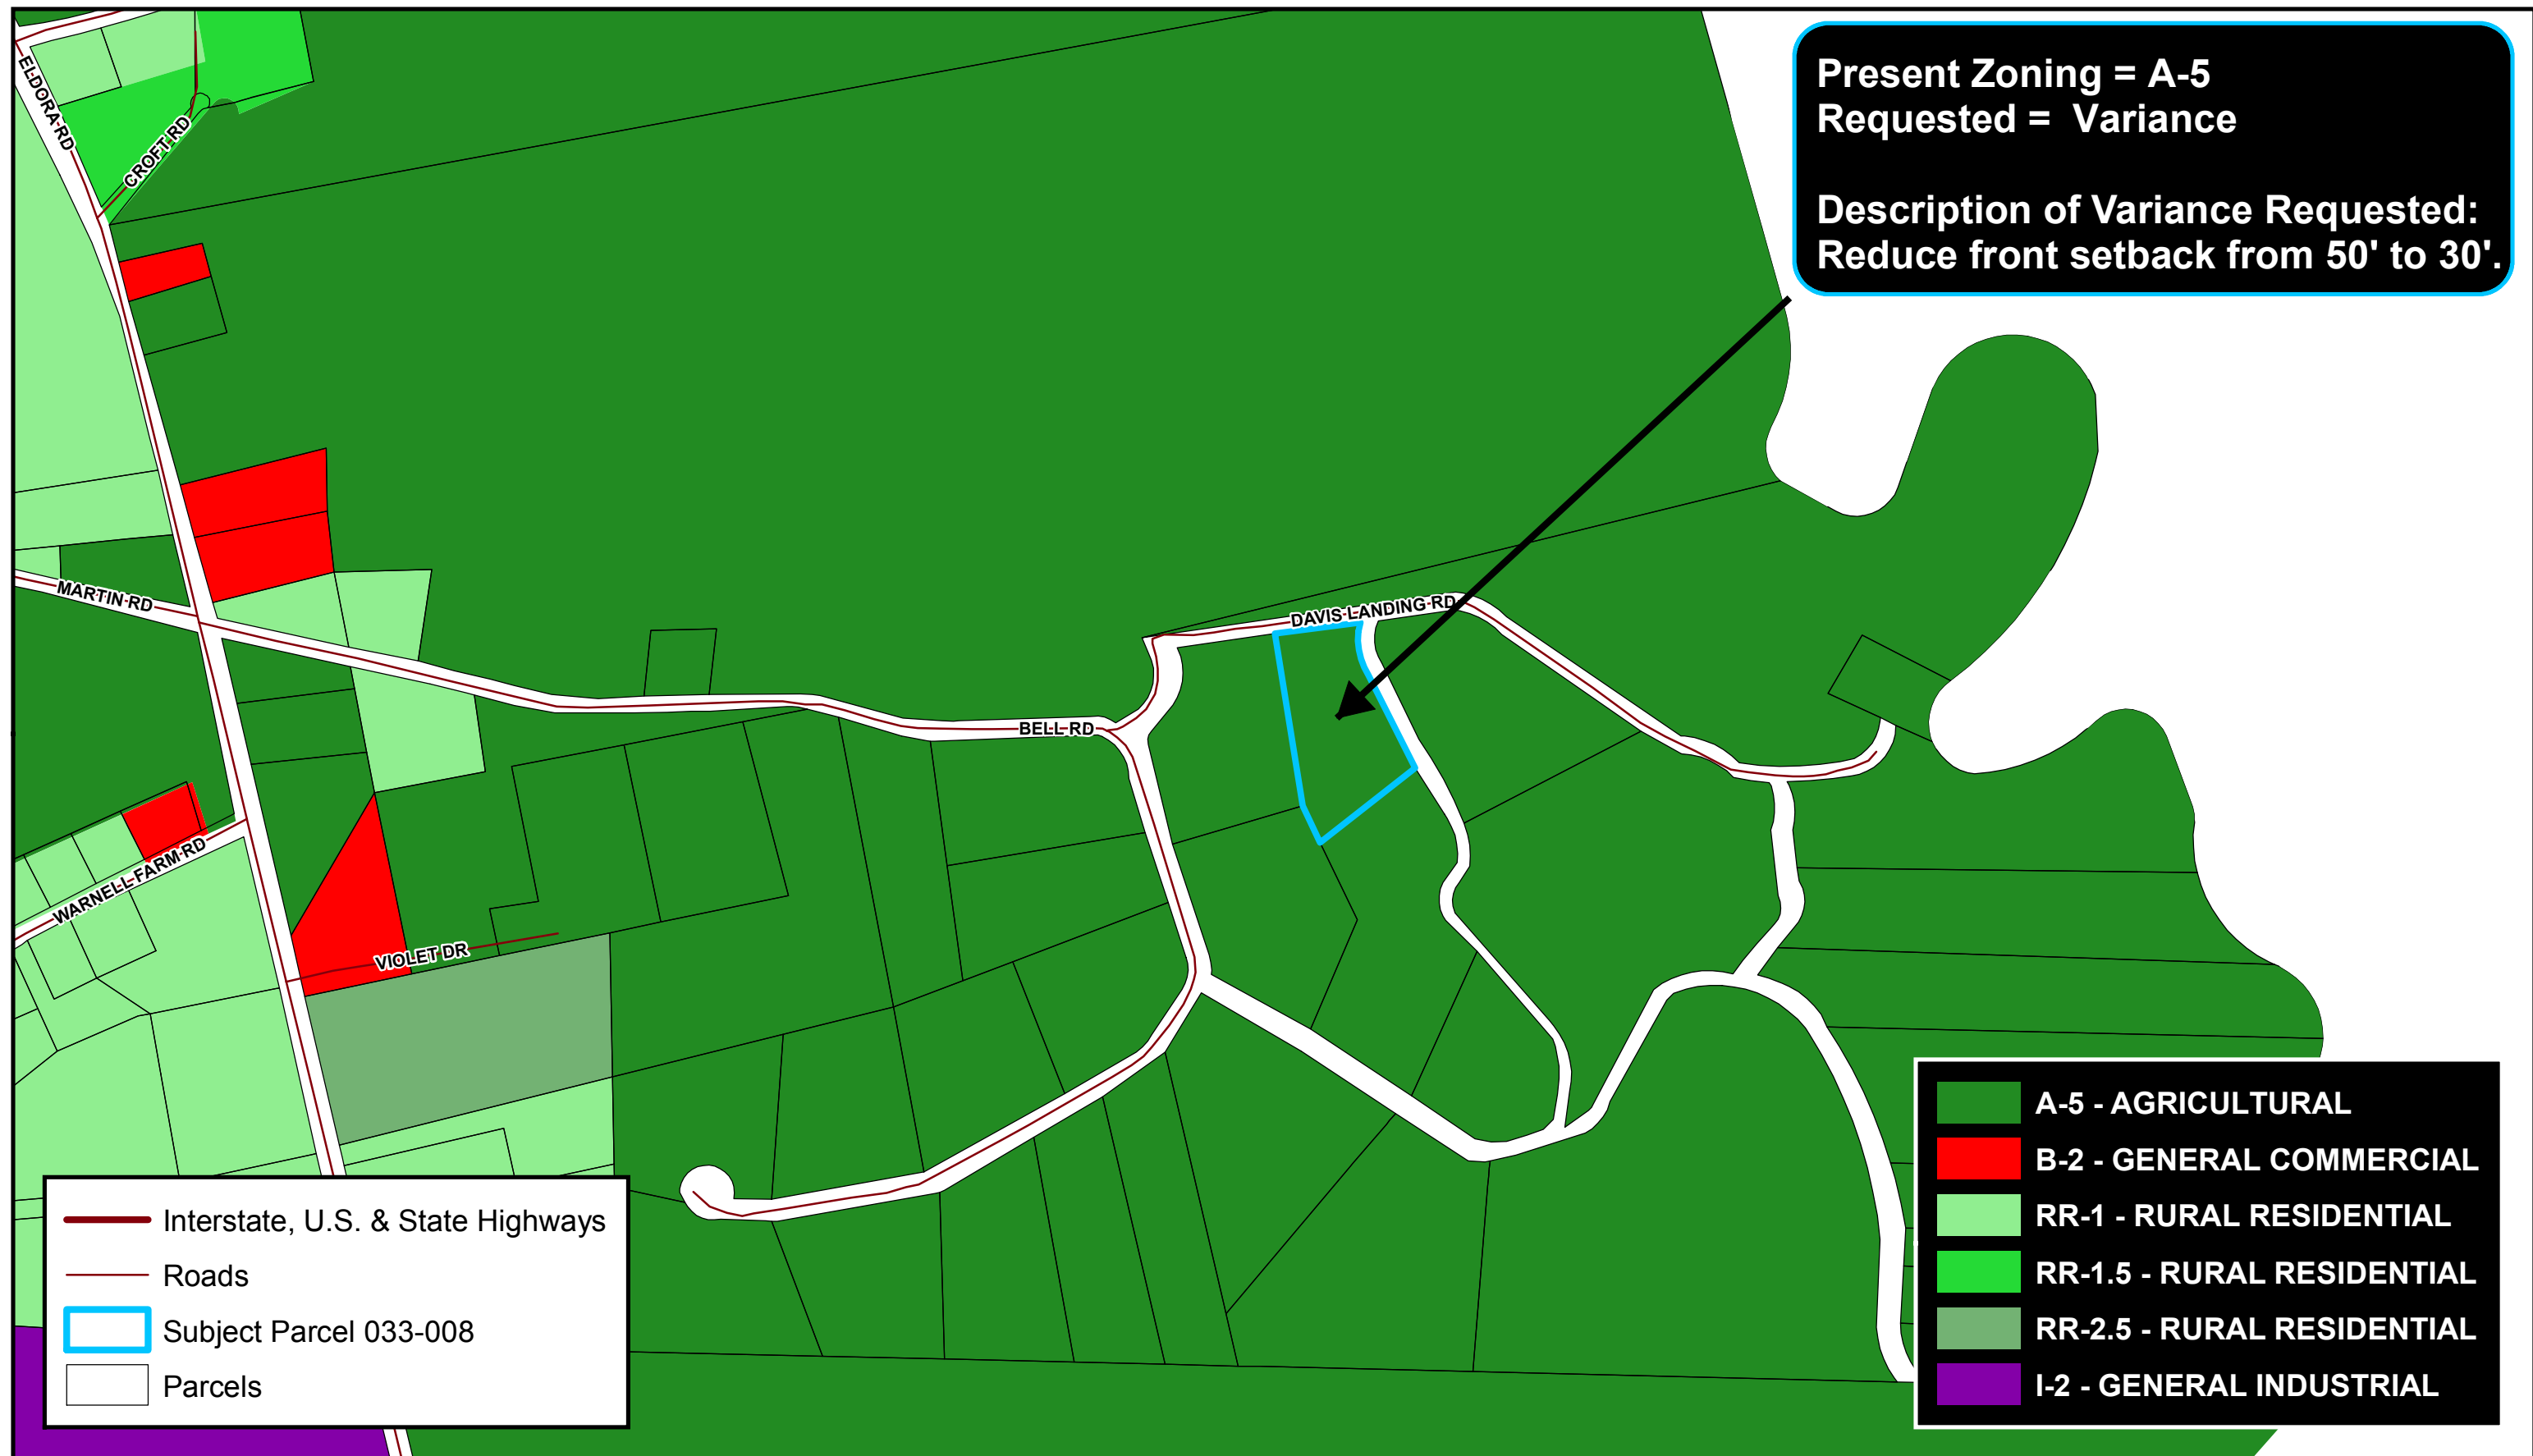 Present Zoning = A-5
Requested = Variance
Description of Variance Requested:
Reduce front setback from 50' to 30'.
ELDORA RD
CROFT RD
MARTIN RD
DAVIS LANDING RD
BELL RD
WARNELL FARM RD
VIOLET DR
Interstate, U.S. & State Highways
Roads
Subject Parcel 033-008
Parcels
A-5 - AGRICULTURAL
B-2 - GENERAL COMMERCIAL
RR-1 - RURAL RESIDENTIAL
RR-1.5 - RURAL RESIDENTIAL
RR-2.5 - RURAL RESIDENTIAL
I-2 - GENERAL INDUSTRIAL